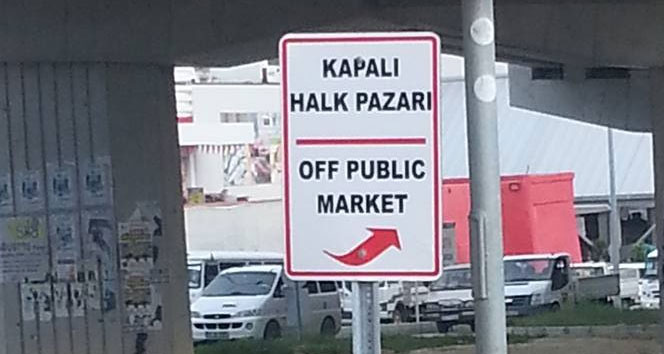 KAPALI
HALK PAZARI
OFF PUBLIC
MARKET